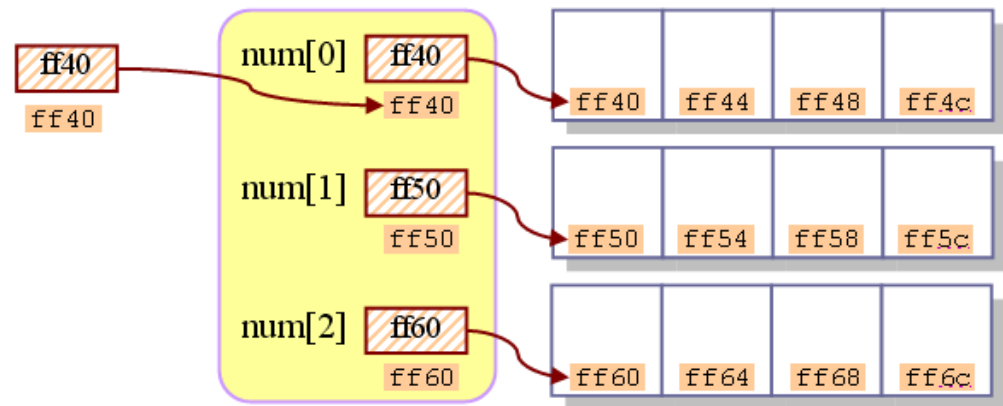 ff40
ff40
num[0] ff40
ff40
ff40 ff44 ff48 ff4c
num[1] ff50
ff50
ff50 ff54 ff58 ff5c
num[2] ff60
ff60
ff60 ff64 ff68 ff6c